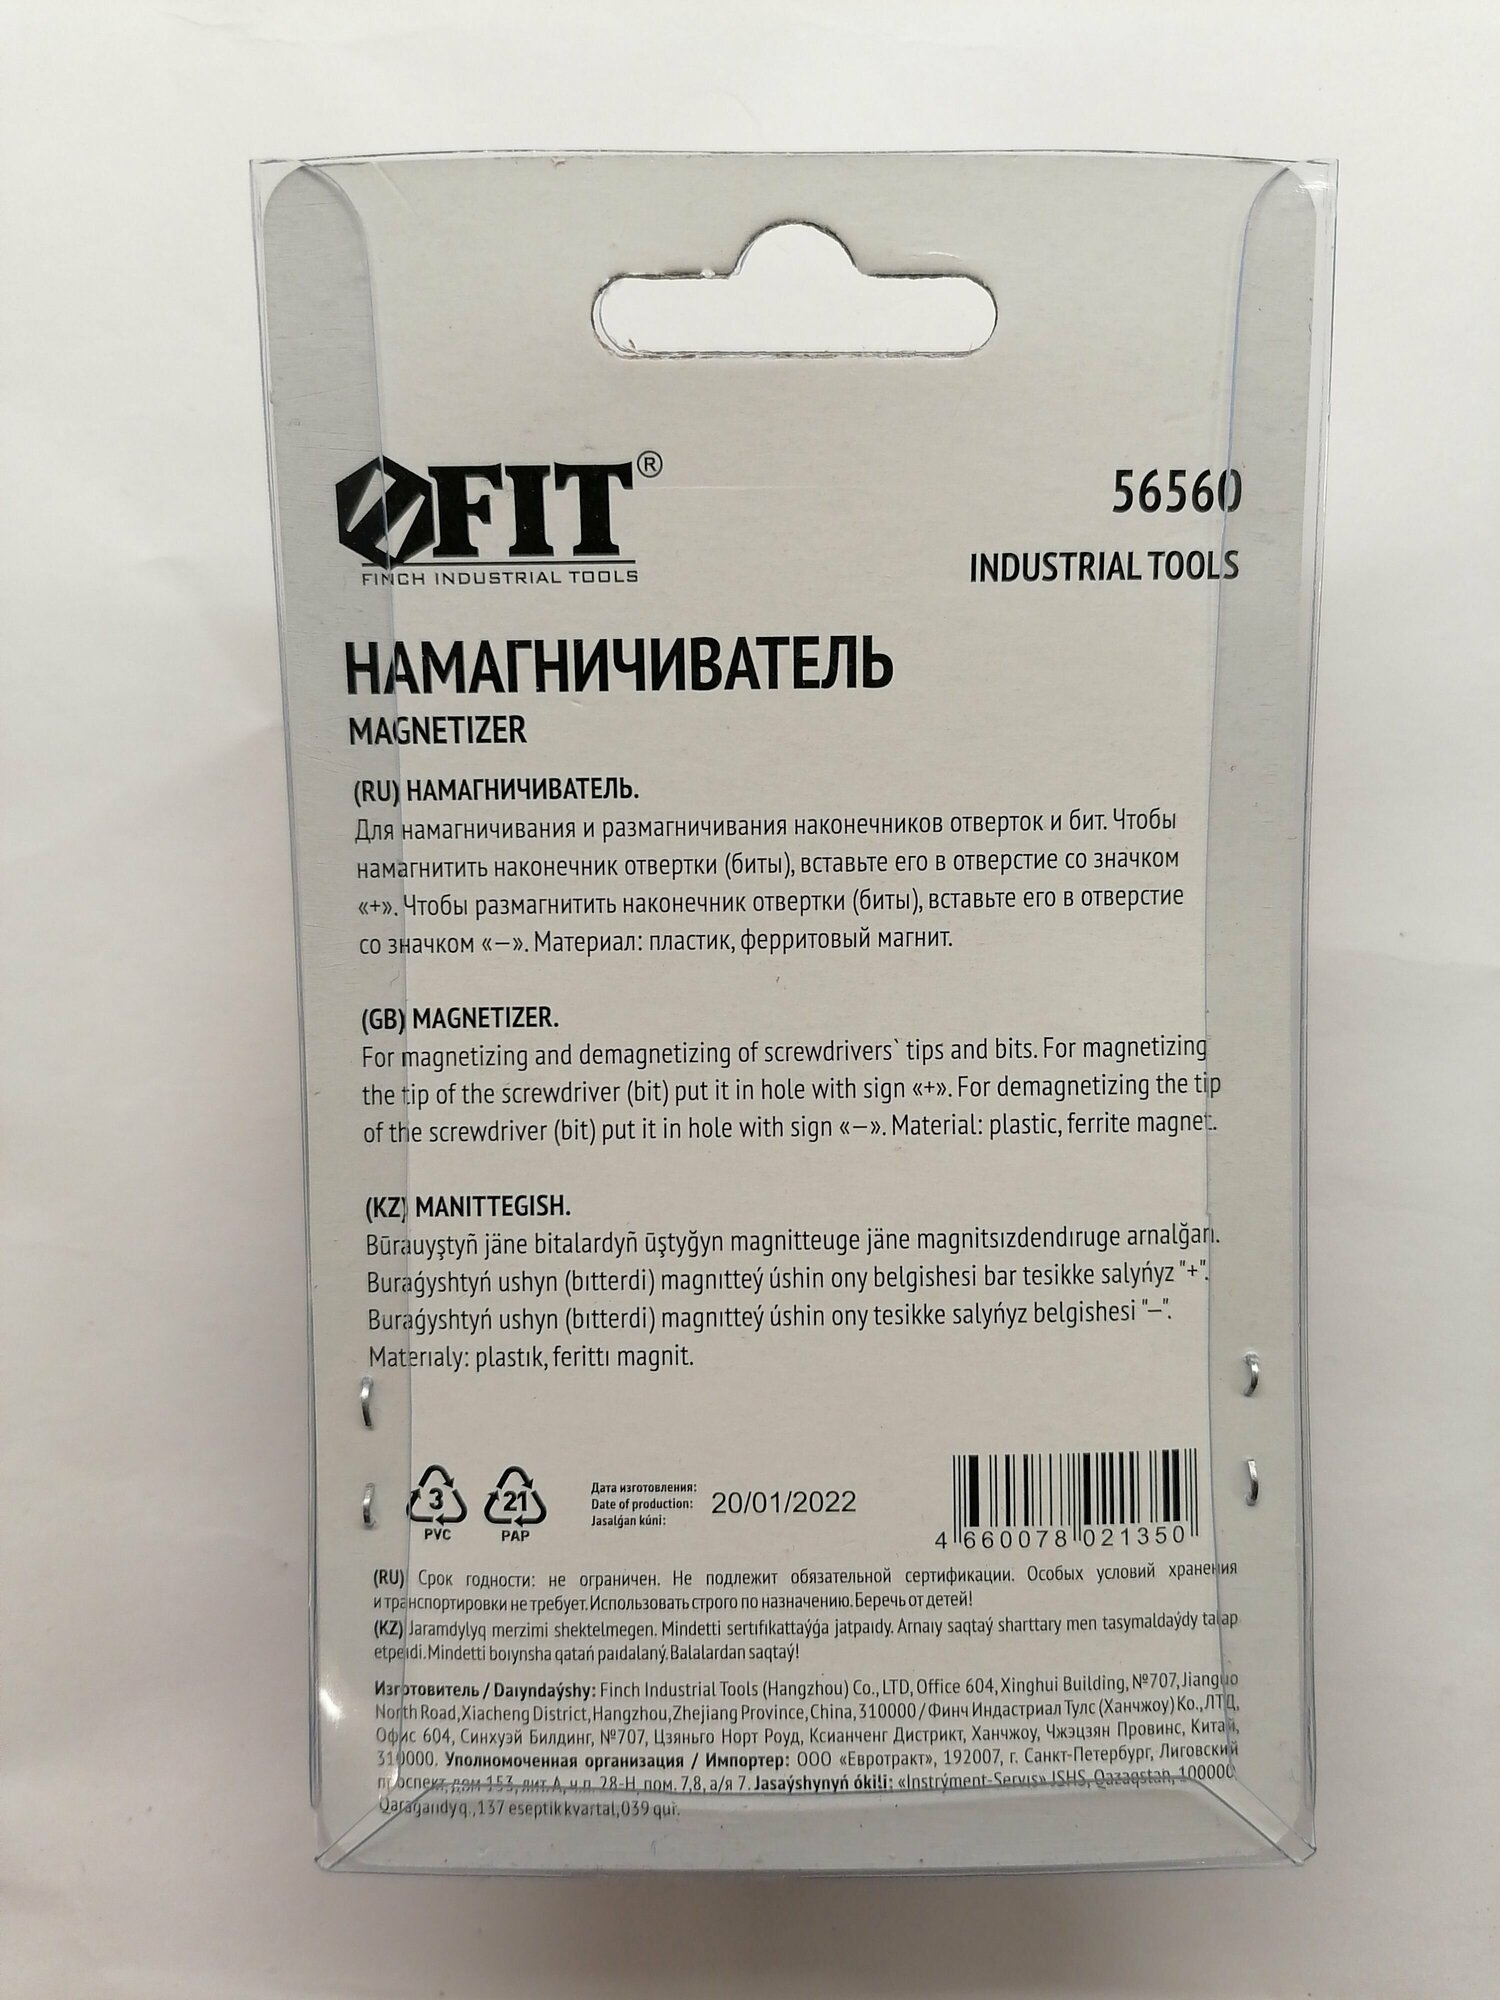 FIT®
FINCH INDUSTRIAL TOOLS
56560
INDUSTRIAL TOOLS
НАМАГНИЧИВАТЕЛЬ
MAGNETIZER
(RU) НАМАГНИЧИВАТЕЛЬ.
Для намагничивания и размагничивания наконечников отверток и бит. Чтобы
намагнитить наконечник отвертки (биты), вставьте его в отверстие со значком
«+». Чтобы размагнитить наконечник отвертки (биты), вставьте его в отверстие
со значком «–». Материал: пластик, ферритовый магнит.
(GB) MAGNETIZER.
For magnetizing and demagnetizing of screwdrivers` tips and bits. For magnetizing
the tip of the screwdriver (bit) put it in hole with sign «+». For demagnetizing the tip
of the screwdriver (bit) put it in hole with sign «–». Material: plastic, ferrite magnet.
(KZ) MANITTEGISH.
Būrauyştyñ jäne bitalardyñ ūştyğyn magnitteuge jäne magnitsızdendıruge arnalğan.
Buraǵyshtyń ushyn (bıtterdi) magnıtteý úshin ony belgishesi bar tesikke salyńyz "+".
Buraǵyshtyń ushyn (bıtterdi) magnıtteý úshin ony tesikke salyńyz belgishesi "–".
Materıaly: plastık, ferittı magnit.
3
PVC
21
PAP
Дата изготовления:
Date of production:
Jasalǵan kúni:
20/01/2022
4 660078 021350
(RU) Срок годности: не ограничен. Не подлежит обязательной сертификации. Особых условий хранения
и транспортировки не требует. Использовать строго по назначению. Беречь от детей!
(KZ) Jaramdylyq merzimi shektelmegen. Mindetti sertıfıkattaýǵa jatpaıdy. Arnaıy saqtaý sharttary men tasymaldaýdy talap
etpeıdi. Mindetti boıynsha qatań paıdalaný. Balalardan saqtaý!
Изготовитель / Daıyndaýshy: Finch Industrial Tools (Hangzhou) Co., LTD, Office 604, Xinghui Building, №707, Jianguo
North Road, Xiacheng District, Hangzhou, Zhejiang Province, China, 310000 / Финч Индастриал Тулс (Ханчжоу) Ко., ЛТД,
Офис 604, Синхуэй Билдинг, №707, Цзяньго Норт Роуд, Ксианченг Дистрикт, Ханчжоу, Чжэцзян Провинс, Китай,
310000. Уполномоченная организация / Импортер: ООО «Евротракт», 192007, г. Санкт-Петербург, Лиговский
проспект, дом 153, лит. А, ч.п. 28-Н, пом. 7,8, а/я 7. Jasaýshynyń ókili: «Instrýment-Servıs» JSHS, Qazaqstan, 100000
Qaraǵandy q., 137 eseptik kvartal, 039 quı.